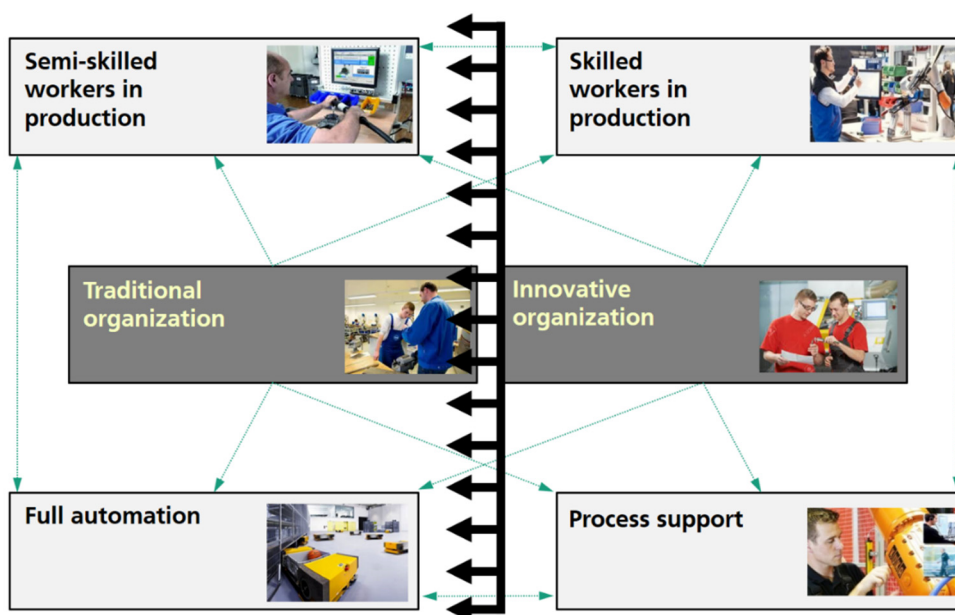 Semi-skilled
workers in
production
Skilled
workers in
production
Traditional
organization
Innovative
organization
Full automation
Process support